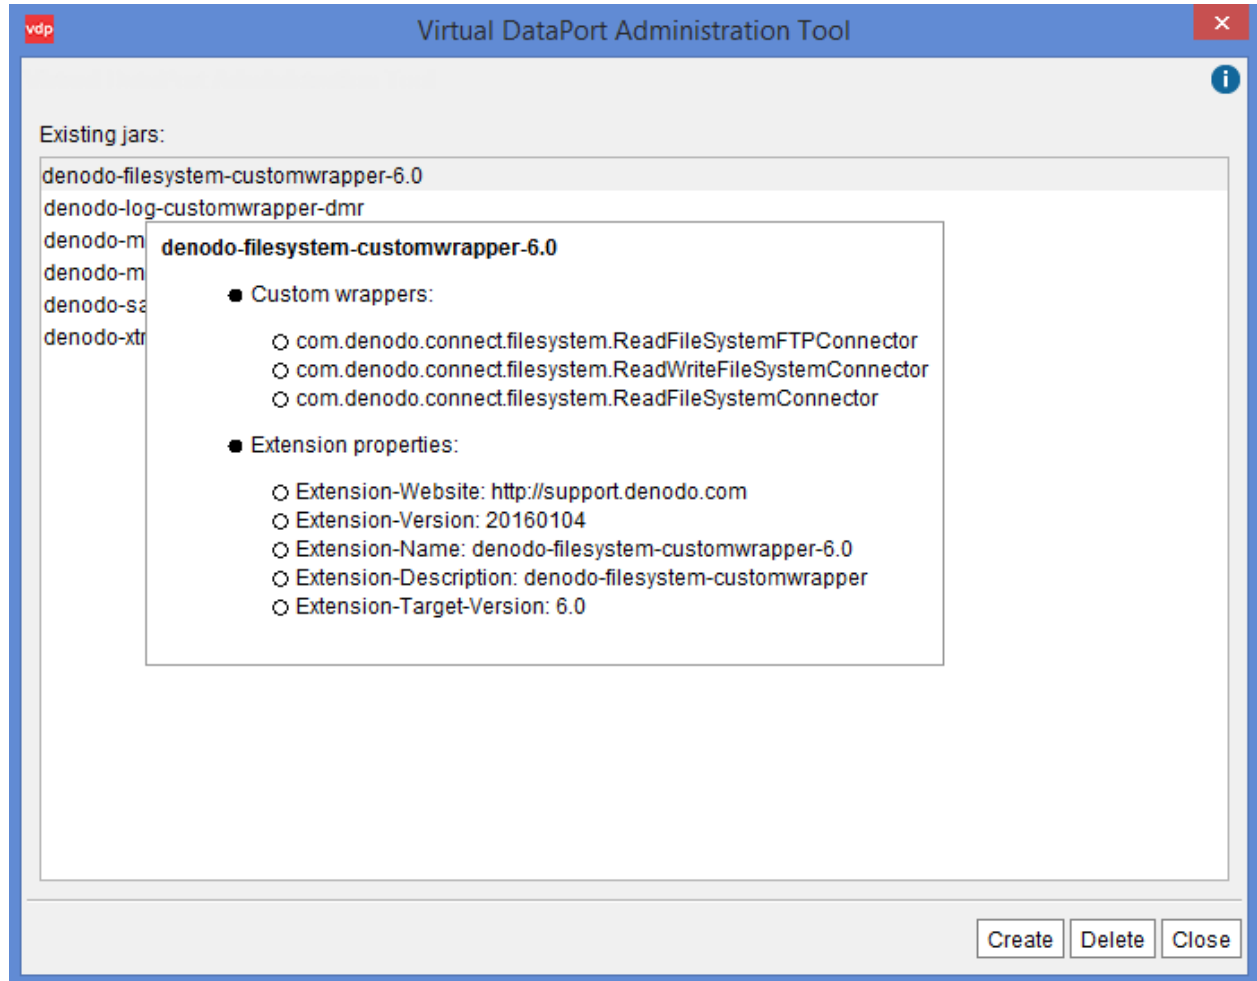 vdp
Virtual DataPort Administration Tool
Existing jars:
denodo-filesystem-customwrapper-6.0
denodo-log-customwrapper-dmr
denodo-m
denodo-m
denodo-sa
denodo-xtr
denodo-filesystem-customwrapper-6.0
Custom wrappers:
com.denodo.connect.filesystem.ReadFileSystemFTPConnector
com.denodo.connect.filesystem.ReadWriteFileSystemConnector
com.denodo.connect.filesystem.ReadFileSystemConnector
Extension properties:
Extension-Website: http://support.denodo.com
Extension-Version: 20160104
Extension-Name: denodo-filesystem-customwrapper-6.0
Extension-Description: denodo-filesystem-customwrapper
Extension-Target-Version: 6.0
Create Delete Close